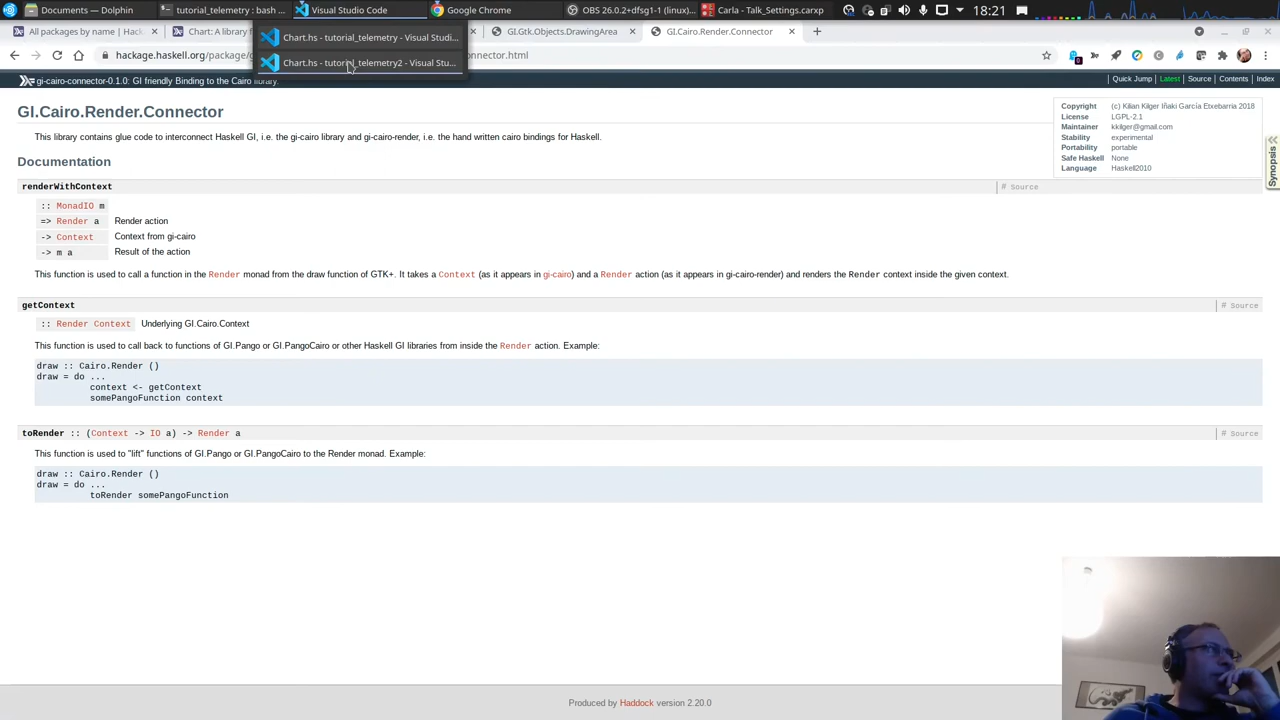 Documents — Dolphin
tutorial_telemetry : bash ...
Visual Studio Code
Google Chrome
OBS 26.0.2+dfsg1-1 (linux)...
Carla - Talk_Settings.carxp
18:21
All packages by name | Hack
Chart: A library f
GI.Gtk.Objects.DrawingArea
GI.Cairo.Render.Connector
Chart.hs - tutorial_telemetry - Visual Studi...
Chart.hs - tutorial_telemetry2 - Visual Stu...
hackage.haskell.org/package/g
onnector.html
gi-cairo-connector-0.1.0: GI friendly Binding to the Cairo library.
Quick Jump
Latest
Source
Contents
Index
GI.Cairo.Render.Connector
Copyright (c) Kilian Kilger Iñaki García Etxebarria 2018
License LGPL-2.1
Maintainer kkilger@gmail.com
Stability experimental
Portability portable
Safe Haskell None
Language Haskell2010
Synopsis
This library contains glue code to interconnect Haskell GI, i.e. the gi-cairo library and gi-cairo-render, i.e. the hand written cairo bindings for Haskell.
Documentation
renderWithContext
# Source
:: MonadIO m
=> Render a Render action
-> Context Context from gi-cairo
-> m a Result of the action
This function is used to call a function in the Render monad from the draw function of GTK+. It takes a Context (as it appears in gi-cairo) and a Render action (as it appears in gi-cairo-render) and renders the Render context inside the given context.
getContext
# Source
:: Render Context Underlying GI.Cairo.Context
This function is used to call back to functions of GI.Pango or GI.PangoCairo or other Haskell GI libraries from inside the Render action. Example:
draw :: Cairo.Render ()
draw = do ...
context <- getContext
somePangoFunction context
toRender :: (Context -> IO a) -> Render a
# Source
This function is used to "lift" functions of GI.Pango or GI.PangoCairo to the Render monad. Example:
draw :: Cairo.Render ()
draw = do ...
toRender somePangoFunction
Produced by Haddock version 2.20.0